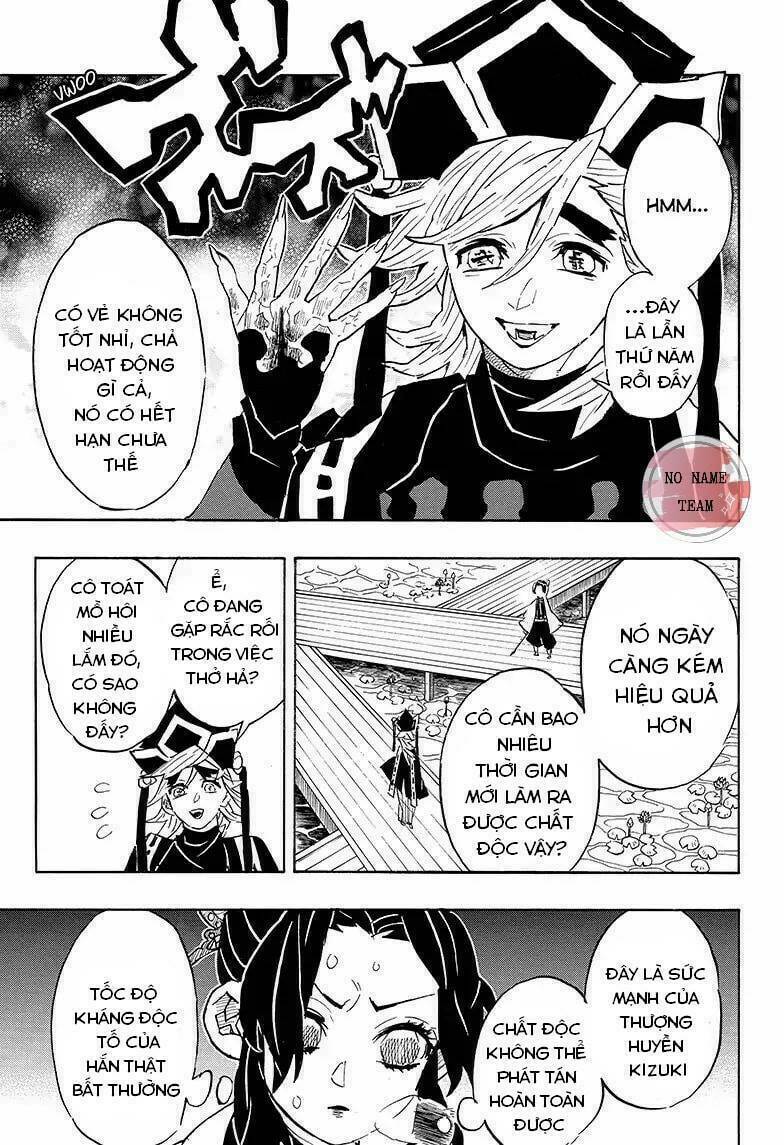 VWOO
HMM...
...ĐÂY
LÀ LẦN
THỨ NĂM
RỒI ĐẤY
CÓ VẺ KHÔNG
TỐT NHỈ, CHẢ
HOẠT ĐỘNG
GÌ CẢ,
NÓ CÓ HẾT
HẠN CHƯA
THẾ
NO NAME
TEAM
NÓ NGÀY
CÀNG KÉM
HIỆU QUẢ
HƠN
CÔ CẦN BAO
NHIÊU
THỜI GIAN
MỚI LÀM RA
ĐƯỢC CHẤT
ĐỘC VẬY?
Ể,
CÔ ĐANG
GẶP RẮC RỐI
TRONG VIỆC
THỞ HẢ?
CÔ TOÁT
MỒ HÔI
NHIỀU
LẮM ĐÓ,
CÓ SAO
KHÔNG
ĐẤY?
ĐÂY LÀ SỨC
MẠNH CỦA
THƯỢNG
HUYỀN
KIZUKI
CHẤT ĐỘC
KHÔNG THỂ
PHÁT TÁN
HOÀN TOÀN
ĐƯỢC
TỐC ĐỘ
KHÁNG ĐỘC
TỐ CỦA
HẮN THẬT
BẤT THƯỜNG